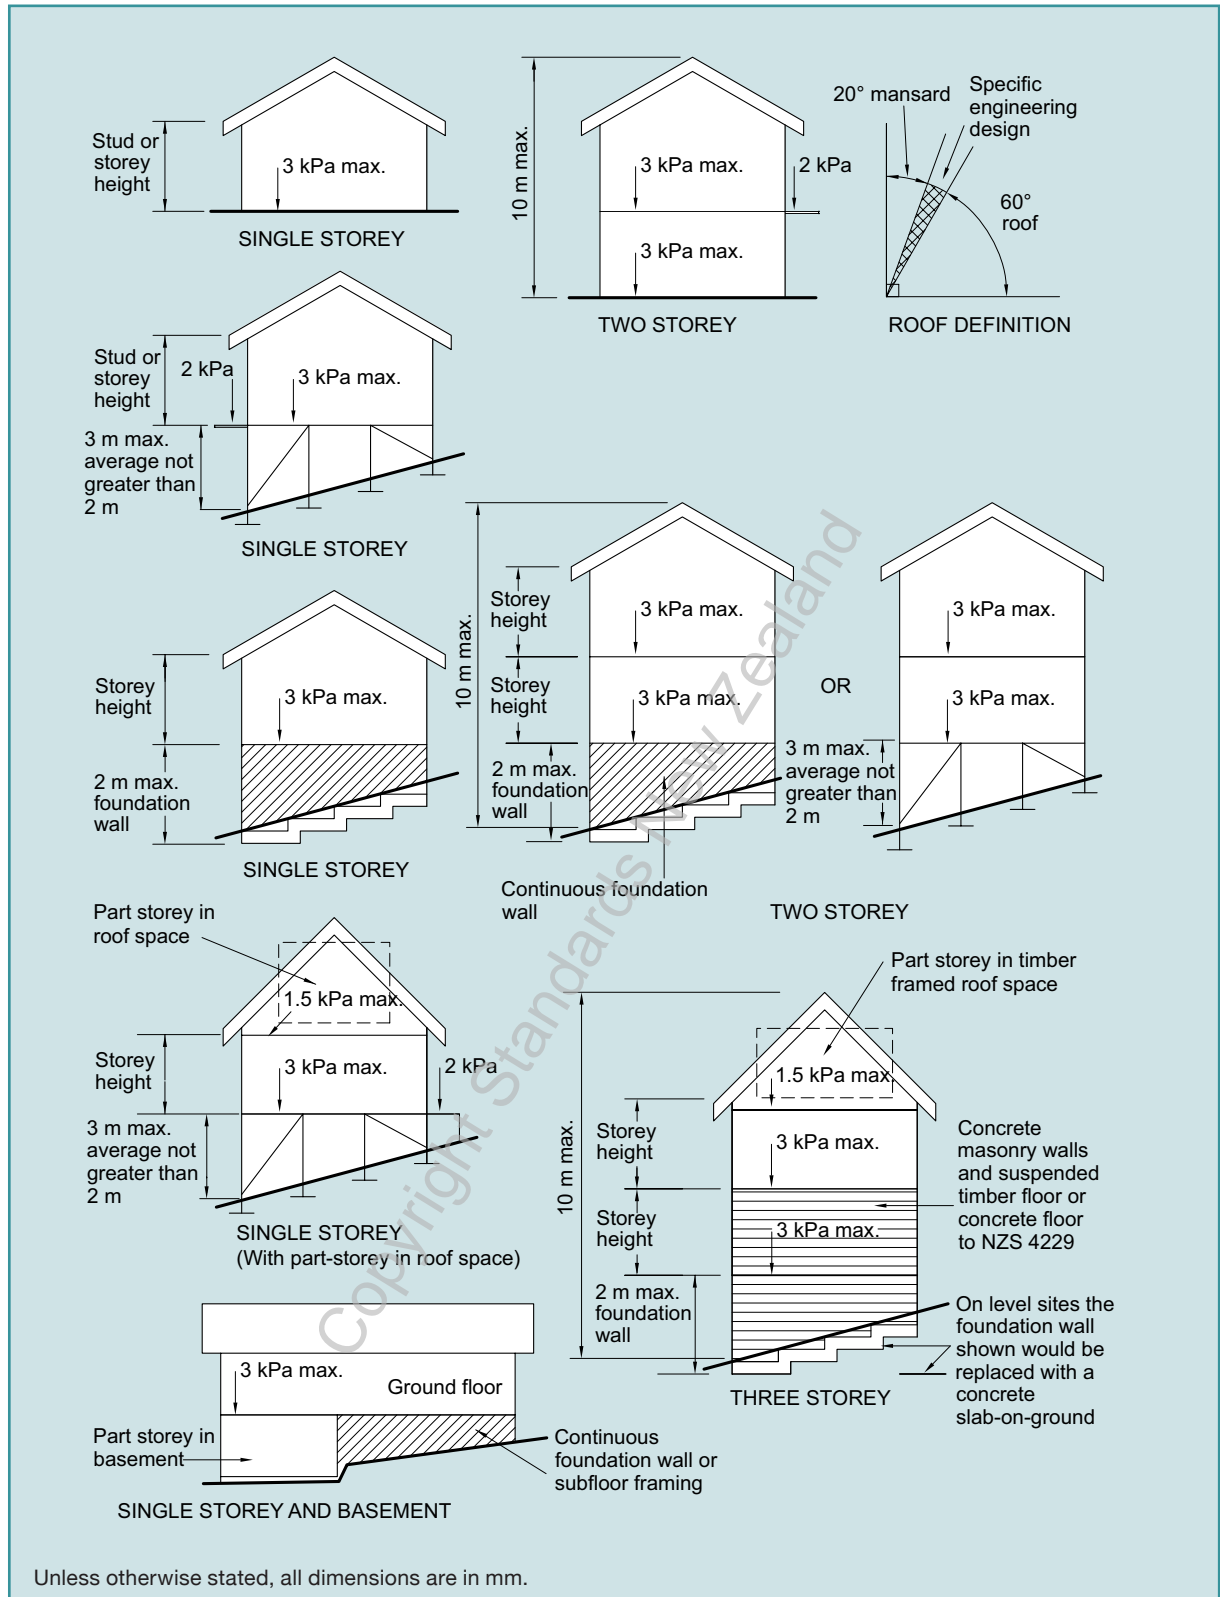 Stud or
storey
height
3 kPa max.
SINGLE STOREY
10 m max.
3 kPa max.
2 kPa
3 kPa max.
TWO STOREY
20° mansard
Specific
engineering
design
60°
roof
ROOF DEFINITION
Stud or
storey
height
2 kPa
3 kPa max.
3 m max.
average not
greater than
2 m
SINGLE STOREY
Storey
height
3 kPa max.
2 m max.
foundation
wall
SINGLE STOREY
10 m max.
Storey
height
3 kPa max.
Storey
height
3 kPa max.
2 m max.
foundation
wall
Continuous foundation
wall
OR
3 kPa max.
3 kPa max.
3 m max.
average not
greater than
2 m
TWO STOREY
Part storey in
roof space
1.5 kPa max.
Storey
height
3 kPa max.
2 kPa
3 m max.
average not
greater than
2 m
SINGLE STOREY
(With part-storey in roof space)
Part storey in timber
framed roof space
1.5 kPa max.
10 m max.
Storey
height
3 kPa max.
Storey
height
3 kPa max.
2 m max.
foundation
wall
Concrete
masonry walls
and suspended
timber floor or
concrete floor
to NZS 4229
On level sites the
foundation wall
shown would be
replaced with a
concrete
slab-on-ground
THREE STOREY
3 kPa max.
Ground floor
Part storey in
basement
Continuous
foundation wall or
subfloor framing
SINGLE STOREY AND BASEMENT
Copyright Standards New Zealand
Unless otherwise stated, all dimensions are in mm.